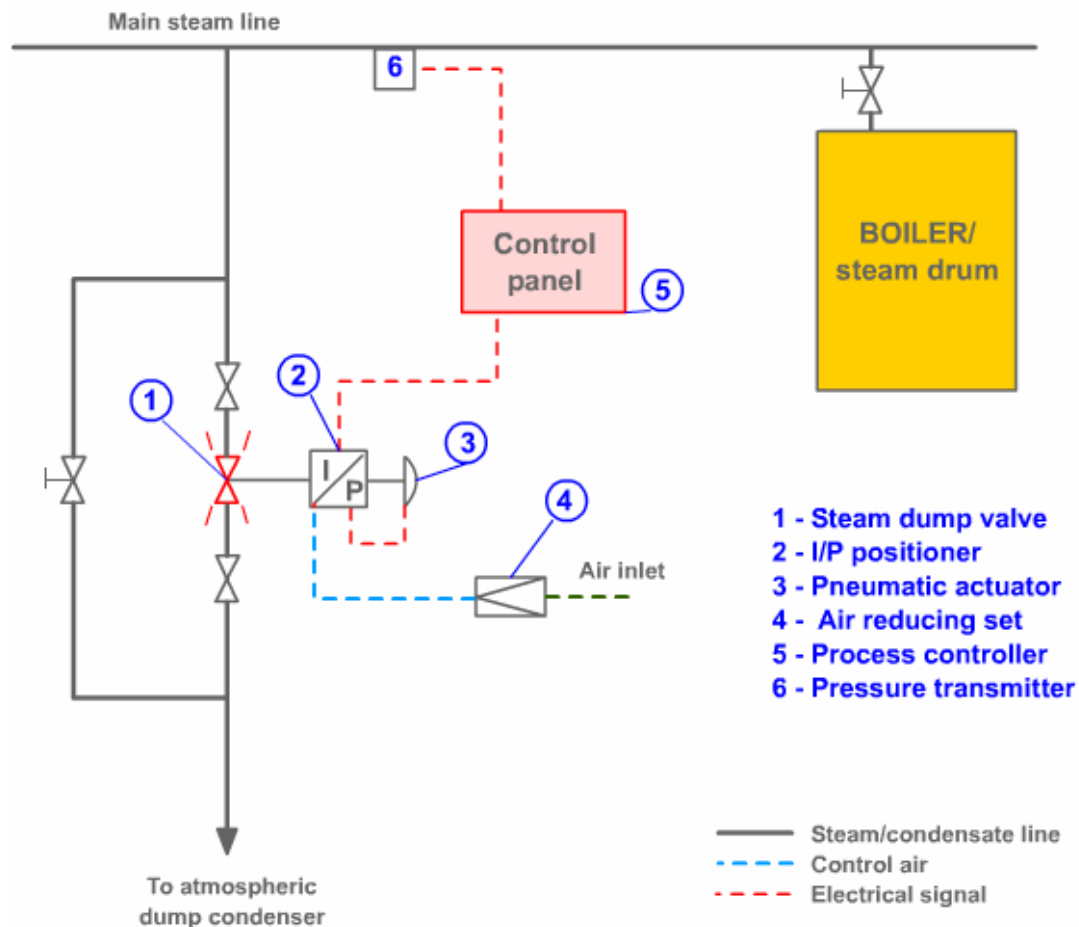 Main steam line
6
Control
panel
5
BOILER/
steam drum
2
1
3
I
P
4
Air inlet
1 - Steam dump valve
2 - I/P positioner
3 - Pneumatic actuator
4 - Air reducing set
5 - Process controller
6 - Pressure transmitter
Steam/condensate line
Control air
Electrical signal
To atmospheric
dump condenser